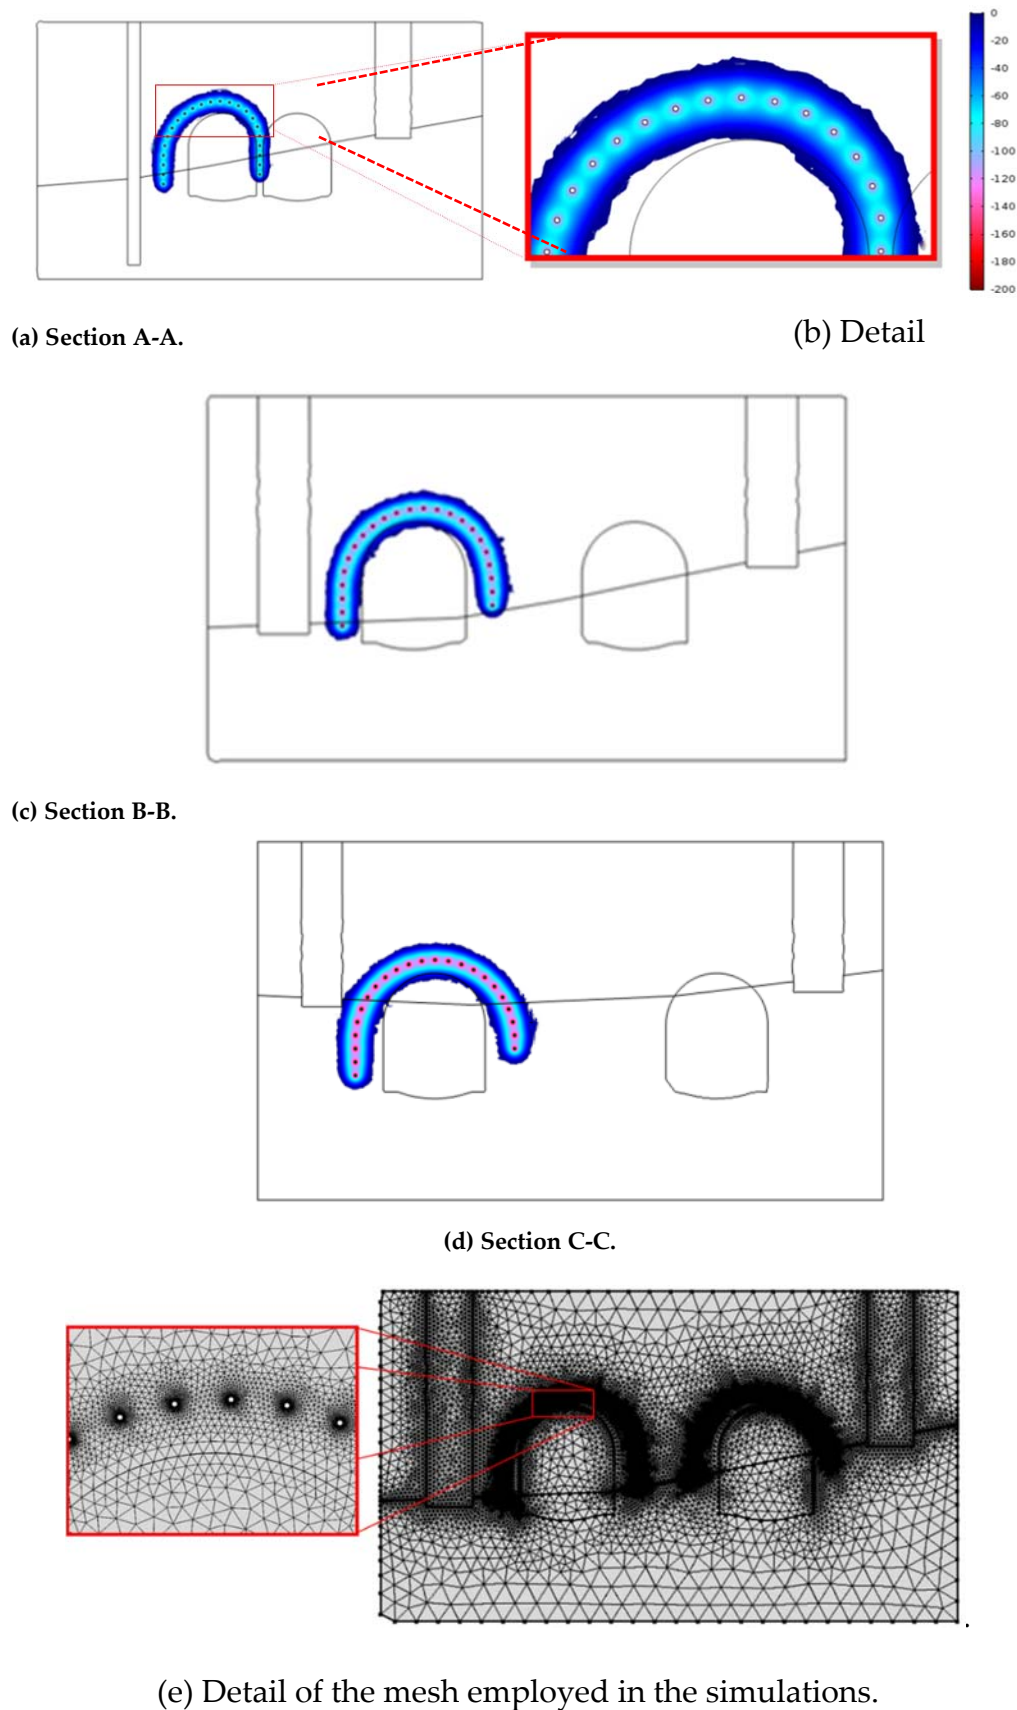 0
-20
-40
-60
-80
-100
-120
-140
-160
-180
-200
(a) Section A-A.
(b) Detail
(c) Section B-B.
(d) Section C-C.
.
(e) Detail of the mesh employed in the simulations.